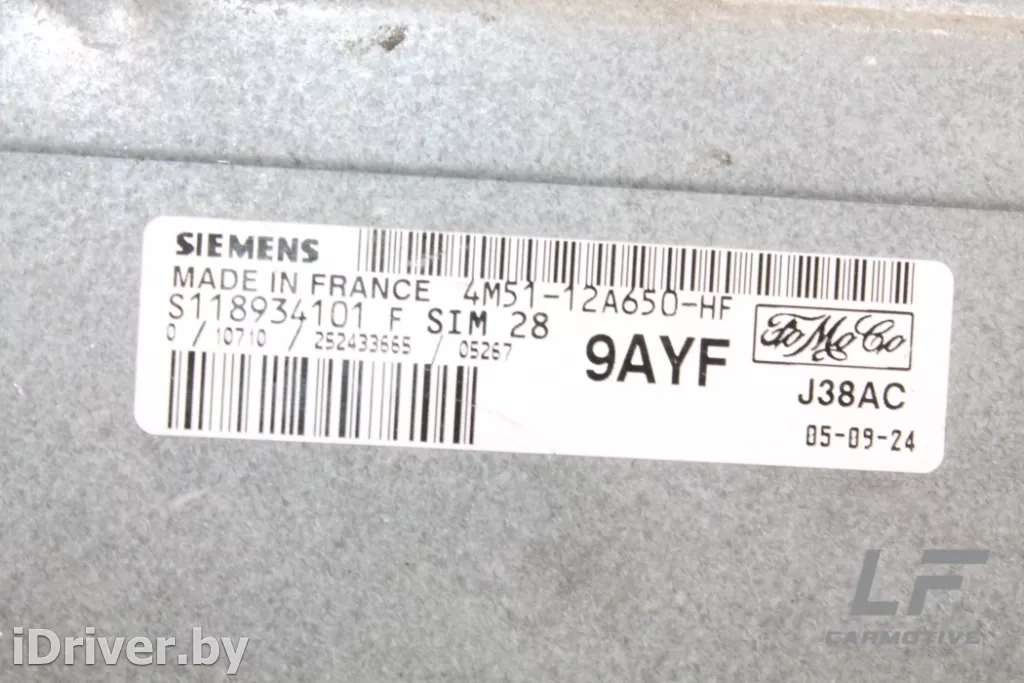 SIEMENS
MADE IN FRANCE 4M51-12A650-HF
S118934101 F SIM 28
0 / 10710 / 252433665 / 05267
9AYF
FoMoCo
J38AC
05-09-24
LF
CARMOTIVE
iDriver.by